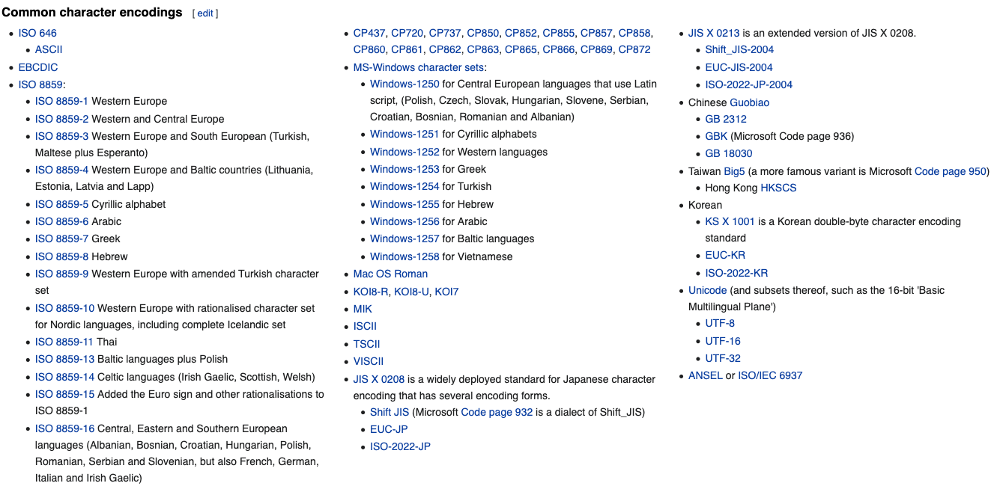 Common character encodings [ edit ]
ISO 646
ASCII
EBCDIC
ISO 8859:
ISO 8859-1 Western Europe
ISO 8859-2 Western and Central Europe
ISO 8859-3 Western Europe and South European (Turkish,
Maltese plus Esperanto)
ISO 8859-4 Western Europe and Baltic countries (Lithuania,
Estonia, Latvia and Lapp)
ISO 8859-5 Cyrillic alphabet
ISO 8859-6 Arabic
ISO 8859-7 Greek
ISO 8859-8 Hebrew
ISO 8859-9 Western Europe with amended Turkish character
set
ISO 8859-10 Western Europe with rationalised character set
for Nordic languages, including complete Icelandic set
ISO 8859-11 Thai
ISO 8859-13 Baltic languages plus Polish
ISO 8859-14 Celtic languages (Irish Gaelic, Scottish, Welsh)
ISO 8859-15 Added the Euro sign and other rationalisations to
ISO 8859-1
ISO 8859-16 Central, Eastern and Southern European
languages (Albanian, Bosnian, Croatian, Hungarian, Polish,
Romanian, Serbian and Slovenian, but also French, German,
Italian and Irish Gaelic)
CP437, CP720, CP737, CP850, CP852, CP855, CP857, CP858,
CP860, CP861, CP862, CP863, CP865, CP866, CP869, CP872
MS-Windows character sets:
Windows-1250 for Central European languages that use Latin
script, (Polish, Czech, Slovak, Hungarian, Slovene, Serbian,
Croatian, Bosnian, Romanian and Albanian)
Windows-1251 for Cyrillic alphabets
Windows-1252 for Western languages
Windows-1253 for Greek
Windows-1254 for Turkish
Windows-1255 for Hebrew
Windows-1256 for Arabic
Windows-1257 for Baltic languages
Windows-1258 for Vietnamese
Mac OS Roman
KOI8-R, KOI8-U, KOI7
MIK
ISCII
TSCII
VISCII
JIS X 0208 is a widely deployed standard for Japanese character
encoding that has several encoding forms.
Shift JIS (Microsoft Code page 932 is a dialect of Shift_JIS)
EUC-JP
ISO-2022-JP
JIS X 0213 is an extended version of JIS X 0208.
Shift_JIS-2004
EUC-JIS-2004
ISO-2022-JP-2004
Chinese Guobiao
GB 2312
GBK (Microsoft Code page 936)
GB 18030
Taiwan Big5 (a more famous variant is Microsoft Code page 950)
Hong Kong HKSCS
Korean
KS X 1001 is a Korean double-byte character encoding
standard
EUC-KR
ISO-2022-KR
Unicode (and subsets thereof, such as the 16-bit 'Basic
Multilingual Plane')
UTF-8
UTF-16
UTF-32
ANSEL or ISO/IEC 6937